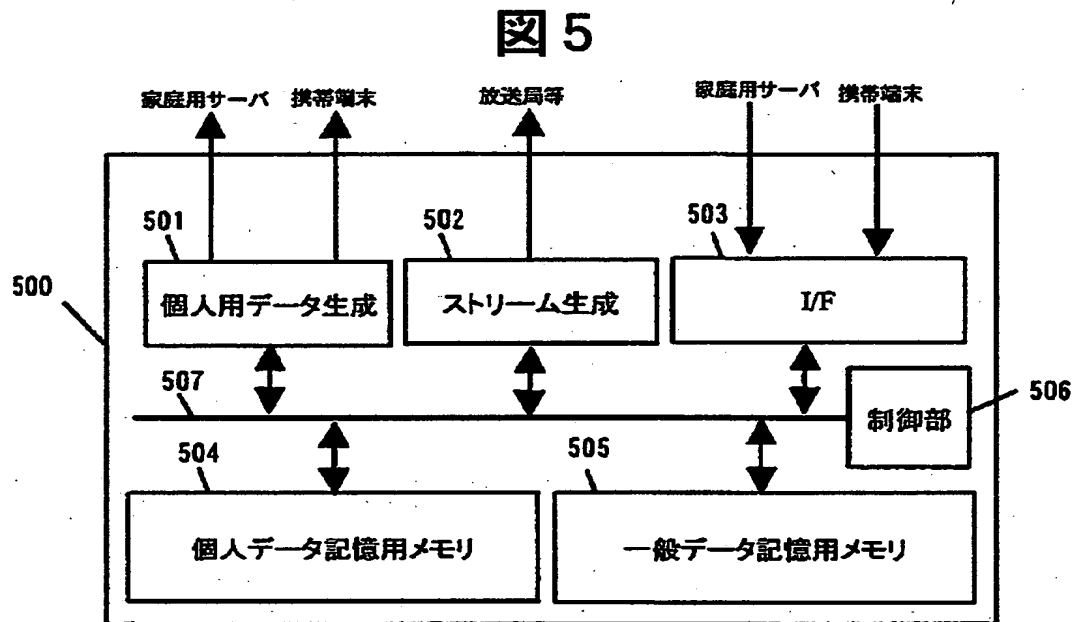 図5
家庭用サーバ 携帯端末 放送局等 家庭用サーバ 携帯端末
501 502 503
500
個人用データ生成 ストリーム生成 I/F
507 506
制御部
504 505
個人データ記憶用メモリ 一般データ記憶用メモリ